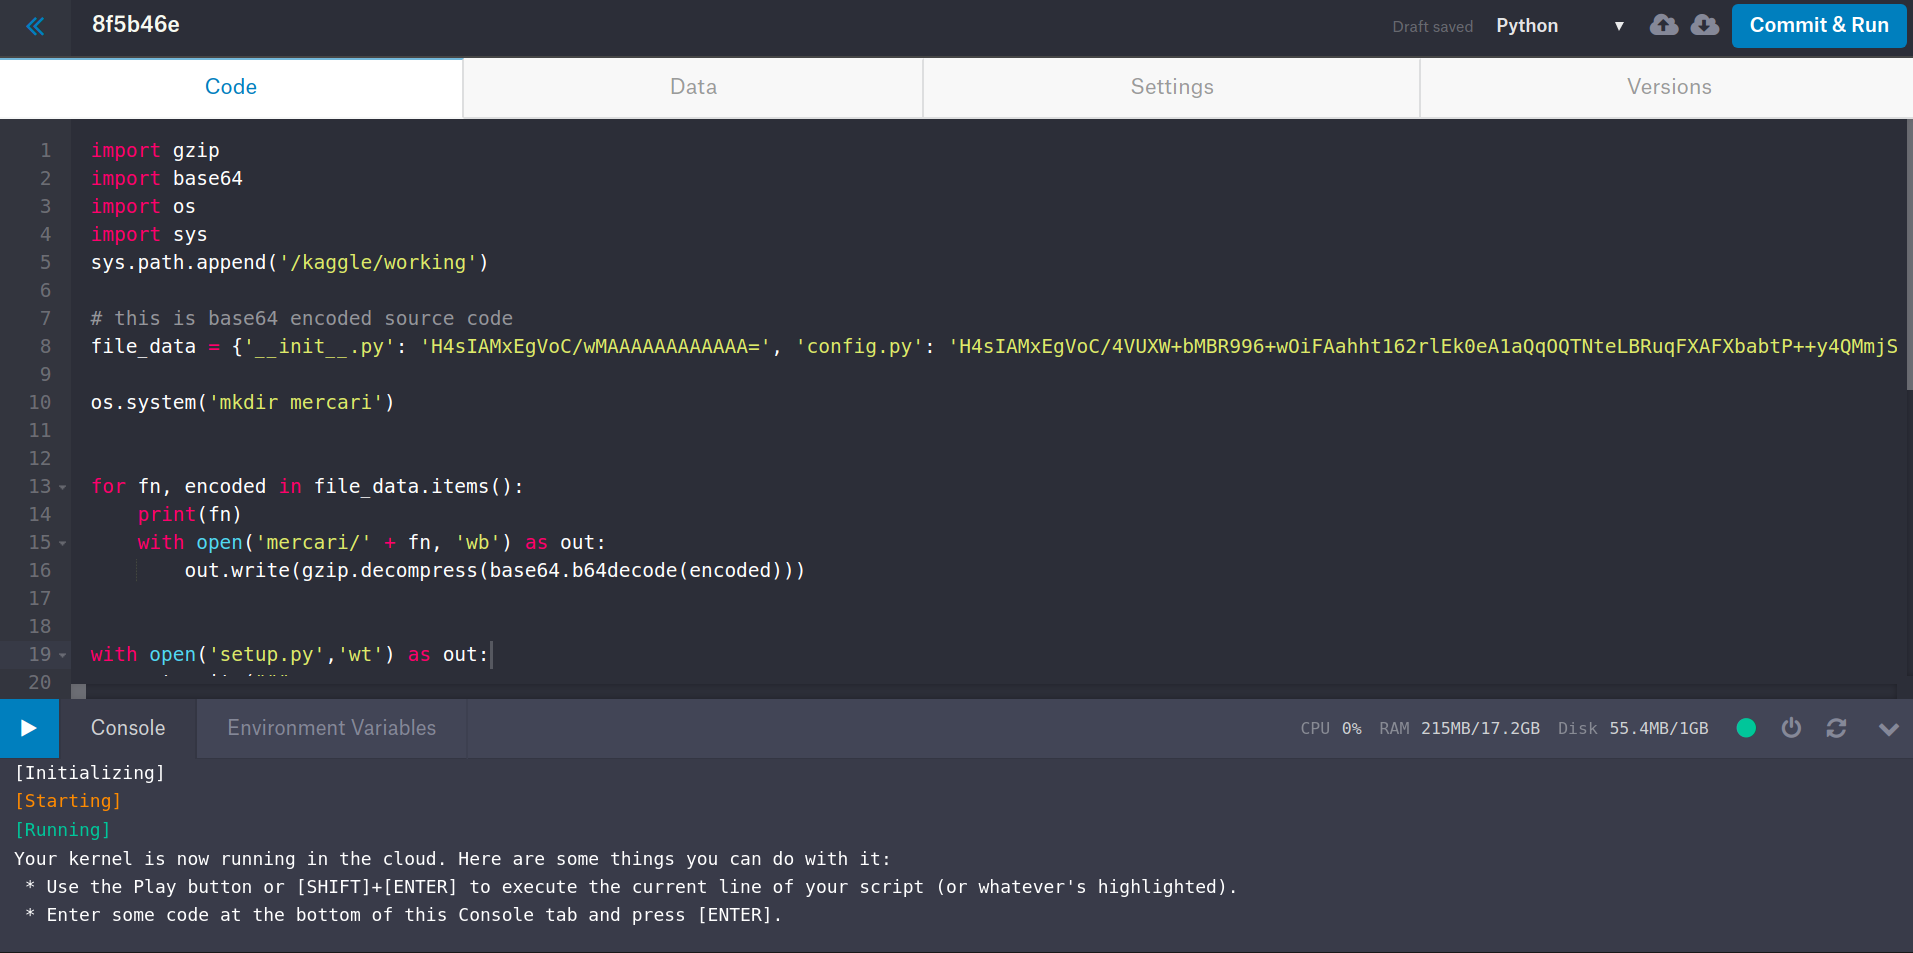 8f5b46e
Draft saved Python Commit & Run
Code Data Settings Versions
1 import gzip
2 import base64
3 import os
4 import sys
5 sys.path.append('/kaggle/working')
6
7 # this is base64 encoded source code
8 file_data = {'__init__.py': 'H4sIAMxEgVoC/wMAAAAAAAAAAAA=', 'config.py': 'H4sIAMxEgVoC/4VUXW+bMBR996+wOiFAahht162rlEk0eA1aQqOQTNteLBRuqFXAFXbabtP++y4QMmjS
9
10 os.system('mkdir mercari')
11
12
13 for fn, encoded in file_data.items():
14 print(fn)
15 with open('mercari/' + fn, 'wb') as out:
16 out.write(gzip.decompress(base64.b64decode(encoded)))
17
18
19 with open('setup.py','wt') as out:
20
Console Environment Variables CPU 0% RAM 215MB/17.2GB Disk 55.4MB/1GB
[Initializing]
[Starting]
[Running]
Your kernel is now running in the cloud. Here are some things you can do with it:
* Use the Play button or [SHIFT]+[ENTER] to execute the current line of your script (or whatever's highlighted).
* Enter some code at the bottom of this Console tab and press [ENTER].